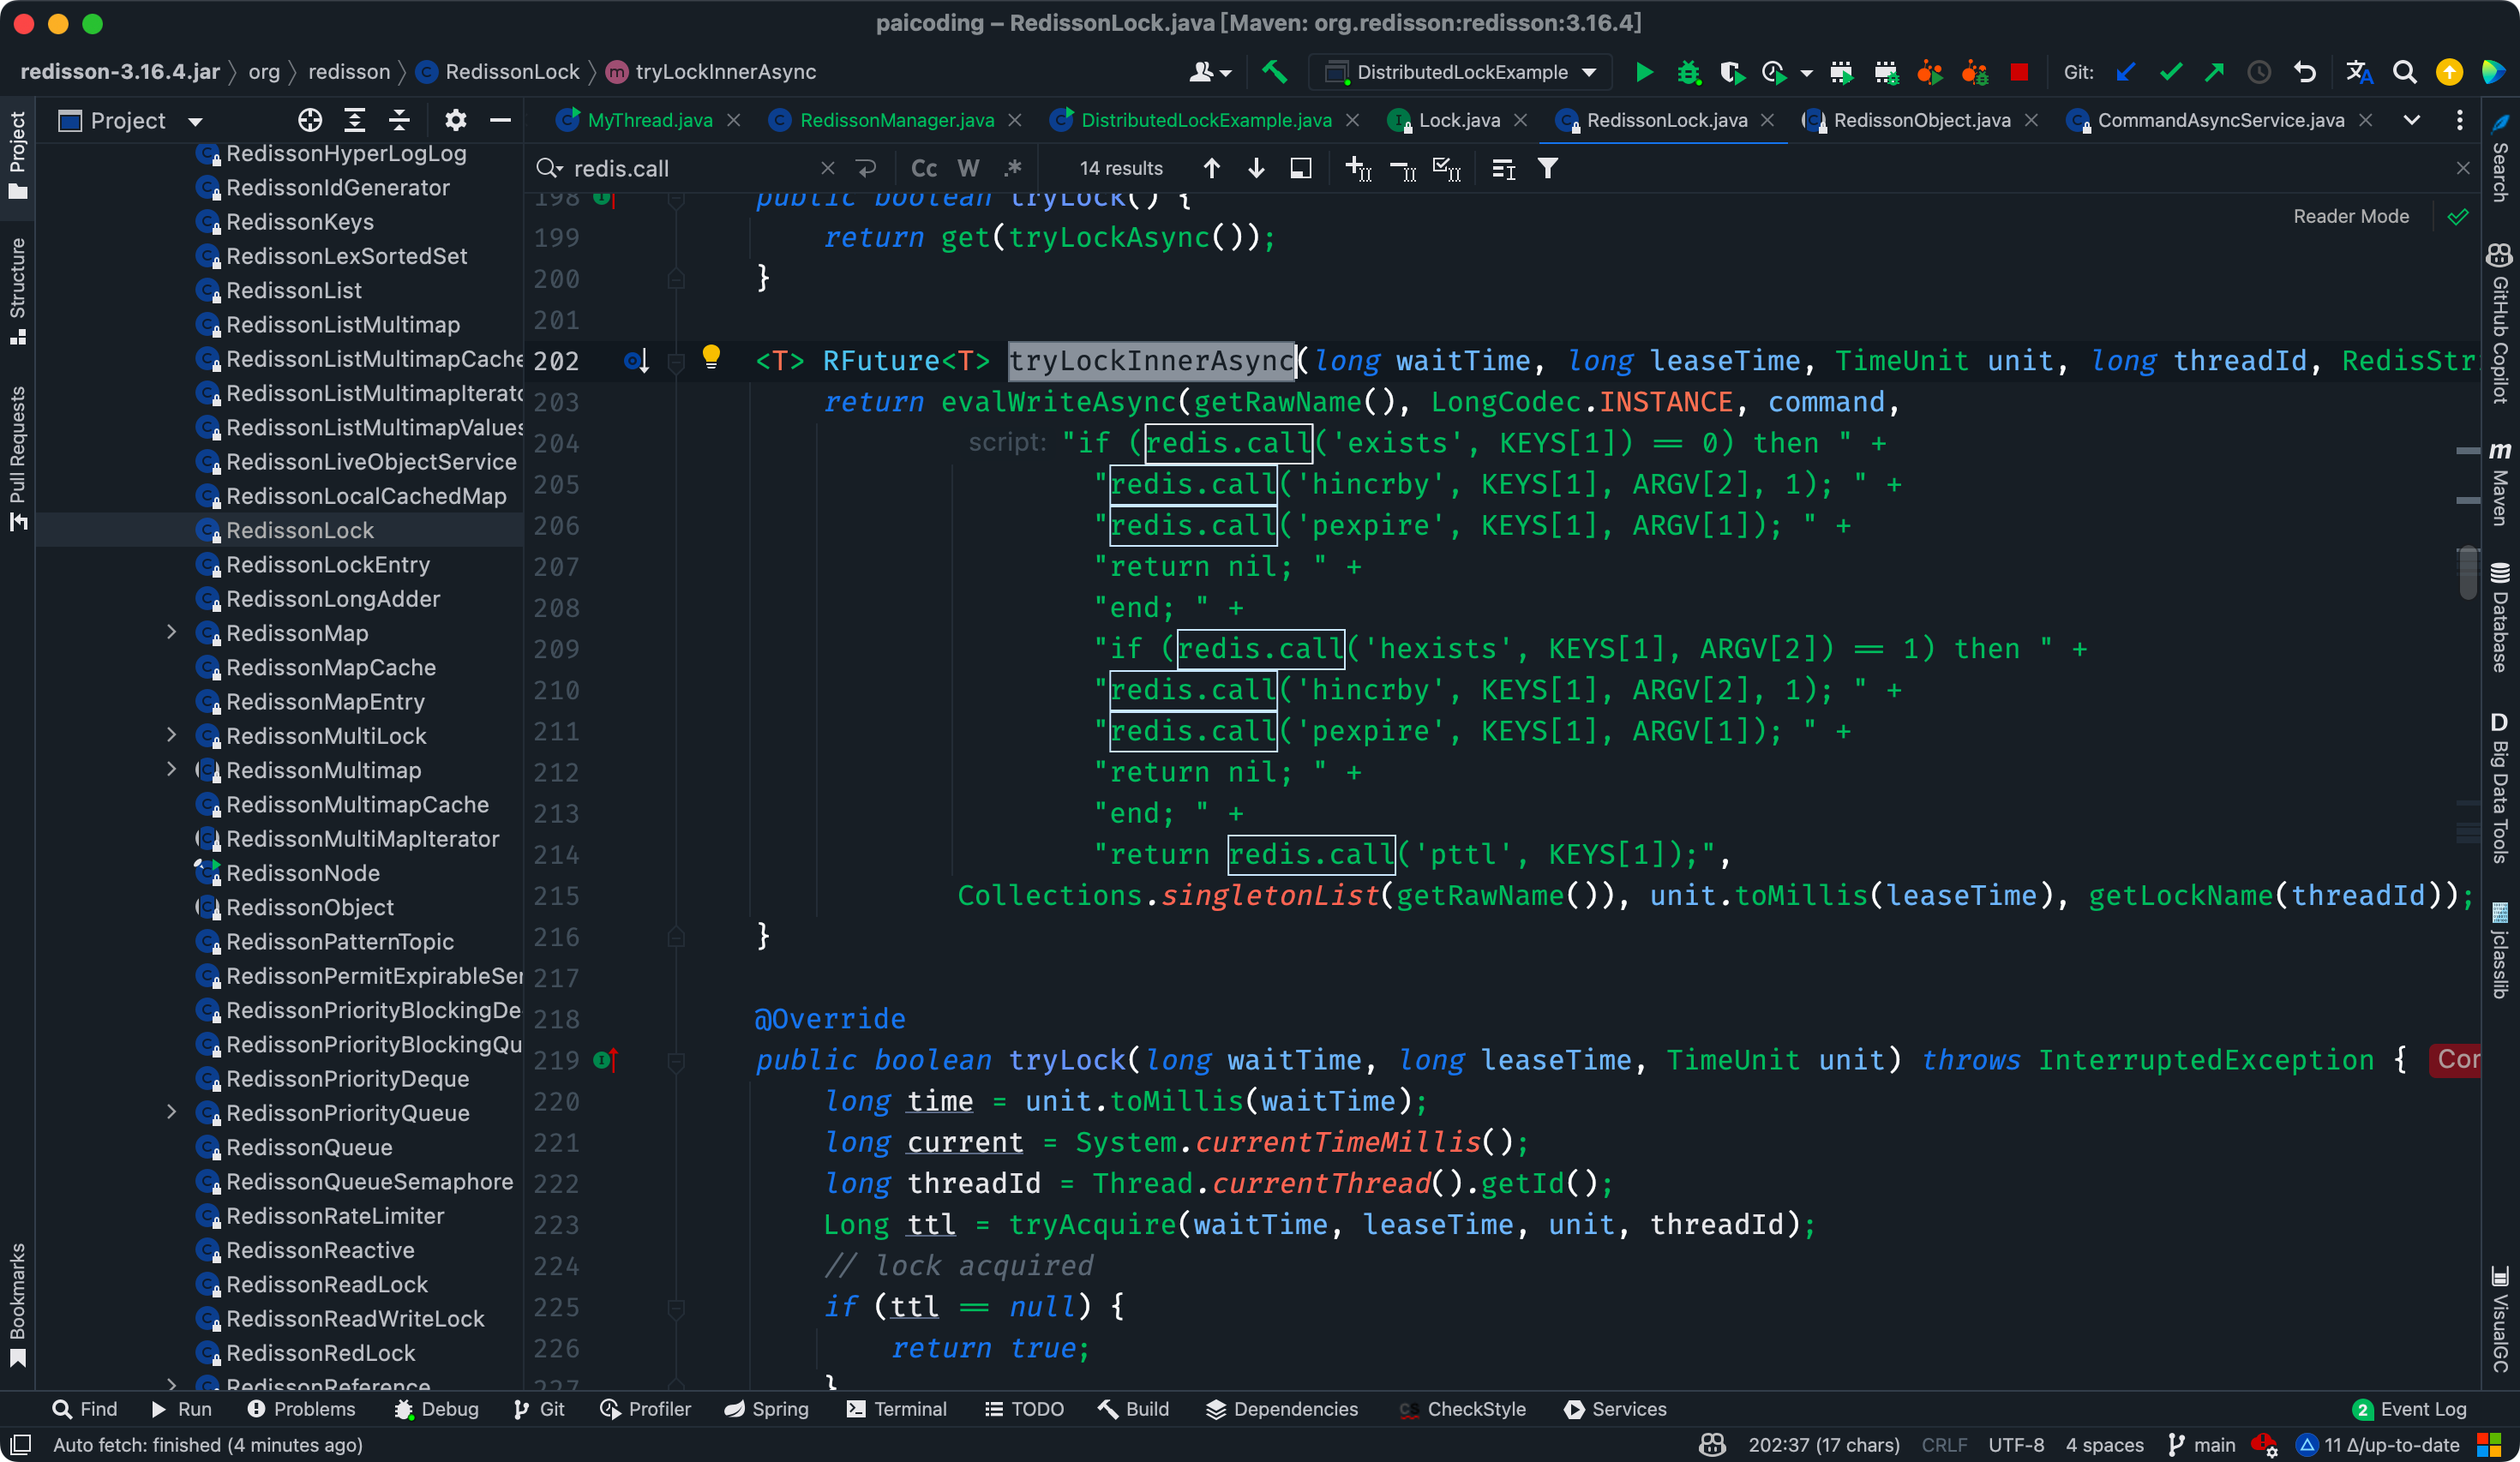 paicoding – RedissonLock.java [Maven: org.redisson:redisson:3.16.4]
redisson-3.16.4.jar
org
redisson
RedissonLock
tryLockInnerAsync
DistributedLockExample
Git:
Project
MyThread.java
RedissonManager.java
DistributedLockExample.java
Lock.java
RedissonLock.java
RedissonObject.java
CommandAsyncService.java
redis.call
Cc
W
.*
14 results
Reader Mode
Project
Structure
Pull Requests
Bookmarks
RedissonHyperLogLog
RedissonIdGenerator
RedissonKeys
RedissonLexSortedSet
RedissonList
RedissonListMultimap
RedissonListMultimapCache
RedissonListMultimapIterato
RedissonListMultimapValues
RedissonLiveObjectService
RedissonLocalCachedMap
RedissonLock
RedissonLockEntry
RedissonLongAdder
RedissonMap
RedissonMapCache
RedissonMapEntry
RedissonMultiLock
RedissonMultimap
RedissonMultimapCache
RedissonMultiMapIterator
RedissonNode
RedissonObject
RedissonPatternTopic
RedissonPermitExpirableSer
RedissonPriorityBlockingDe
RedissonPriorityBlockingQu
RedissonPriorityDeque
RedissonPriorityQueue
RedissonQueue
RedissonQueueSemaphore
RedissonRateLimiter
RedissonReactive
RedissonReadLock
RedissonReadWriteLock
RedissonRedLock
RedissonReference
198 public boolean tryLock() {
199 return get(tryLockAsync());
200 }
201
202 <T> RFuture<T> tryLockInnerAsync(long waitTime, long leaseTime, TimeUnit unit, long threadId, RedisStr
203 return evalWriteAsync(getRawName(), LongCodec.INSTANCE, command,
204 script: "if (redis.call('exists', KEYS[1]) == 0) then " +
205 "redis.call('hincrby', KEYS[1], ARGV[2], 1); " +
206 "redis.call('pexpire', KEYS[1], ARGV[1]); " +
207 "return nil; " +
208 "end; " +
209 "if (redis.call('hexists', KEYS[1], ARGV[2]) == 1) then " +
210 "redis.call('hincrby', KEYS[1], ARGV[2], 1); " +
211 "redis.call('pexpire', KEYS[1], ARGV[1]); " +
212 "return nil; " +
213 "end; " +
214 "return redis.call('pttl', KEYS[1]);",
215 Collections.singletonList(getRawName()), unit.toMillis(leaseTime), getLockName(threadId));
216 }
217
218 @Override
219 public boolean tryLock(long waitTime, long leaseTime, TimeUnit unit) throws InterruptedException { Cor
220 long time = unit.toMillis(waitTime);
221 long current = System.currentTimeMillis();
222 long threadId = Thread.currentThread().getId();
223 Long ttl = tryAcquire(waitTime, leaseTime, unit, threadId);
224 // lock acquired
225 if (ttl == null) {
226 return true;
227 }
Search
GitHub Copilot
m Maven
Database
D Big Data Tools
jclasslib
VisualGC
Find
Run
Problems
Debug
Git
Profiler
Spring
Terminal
TODO
Build
Dependencies
CheckStyle
Services
2 Event Log
Auto fetch: finished (4 minutes ago)
202:37 (17 chars)
CRLF
UTF-8
4 spaces
main
11 Δ/up-to-date